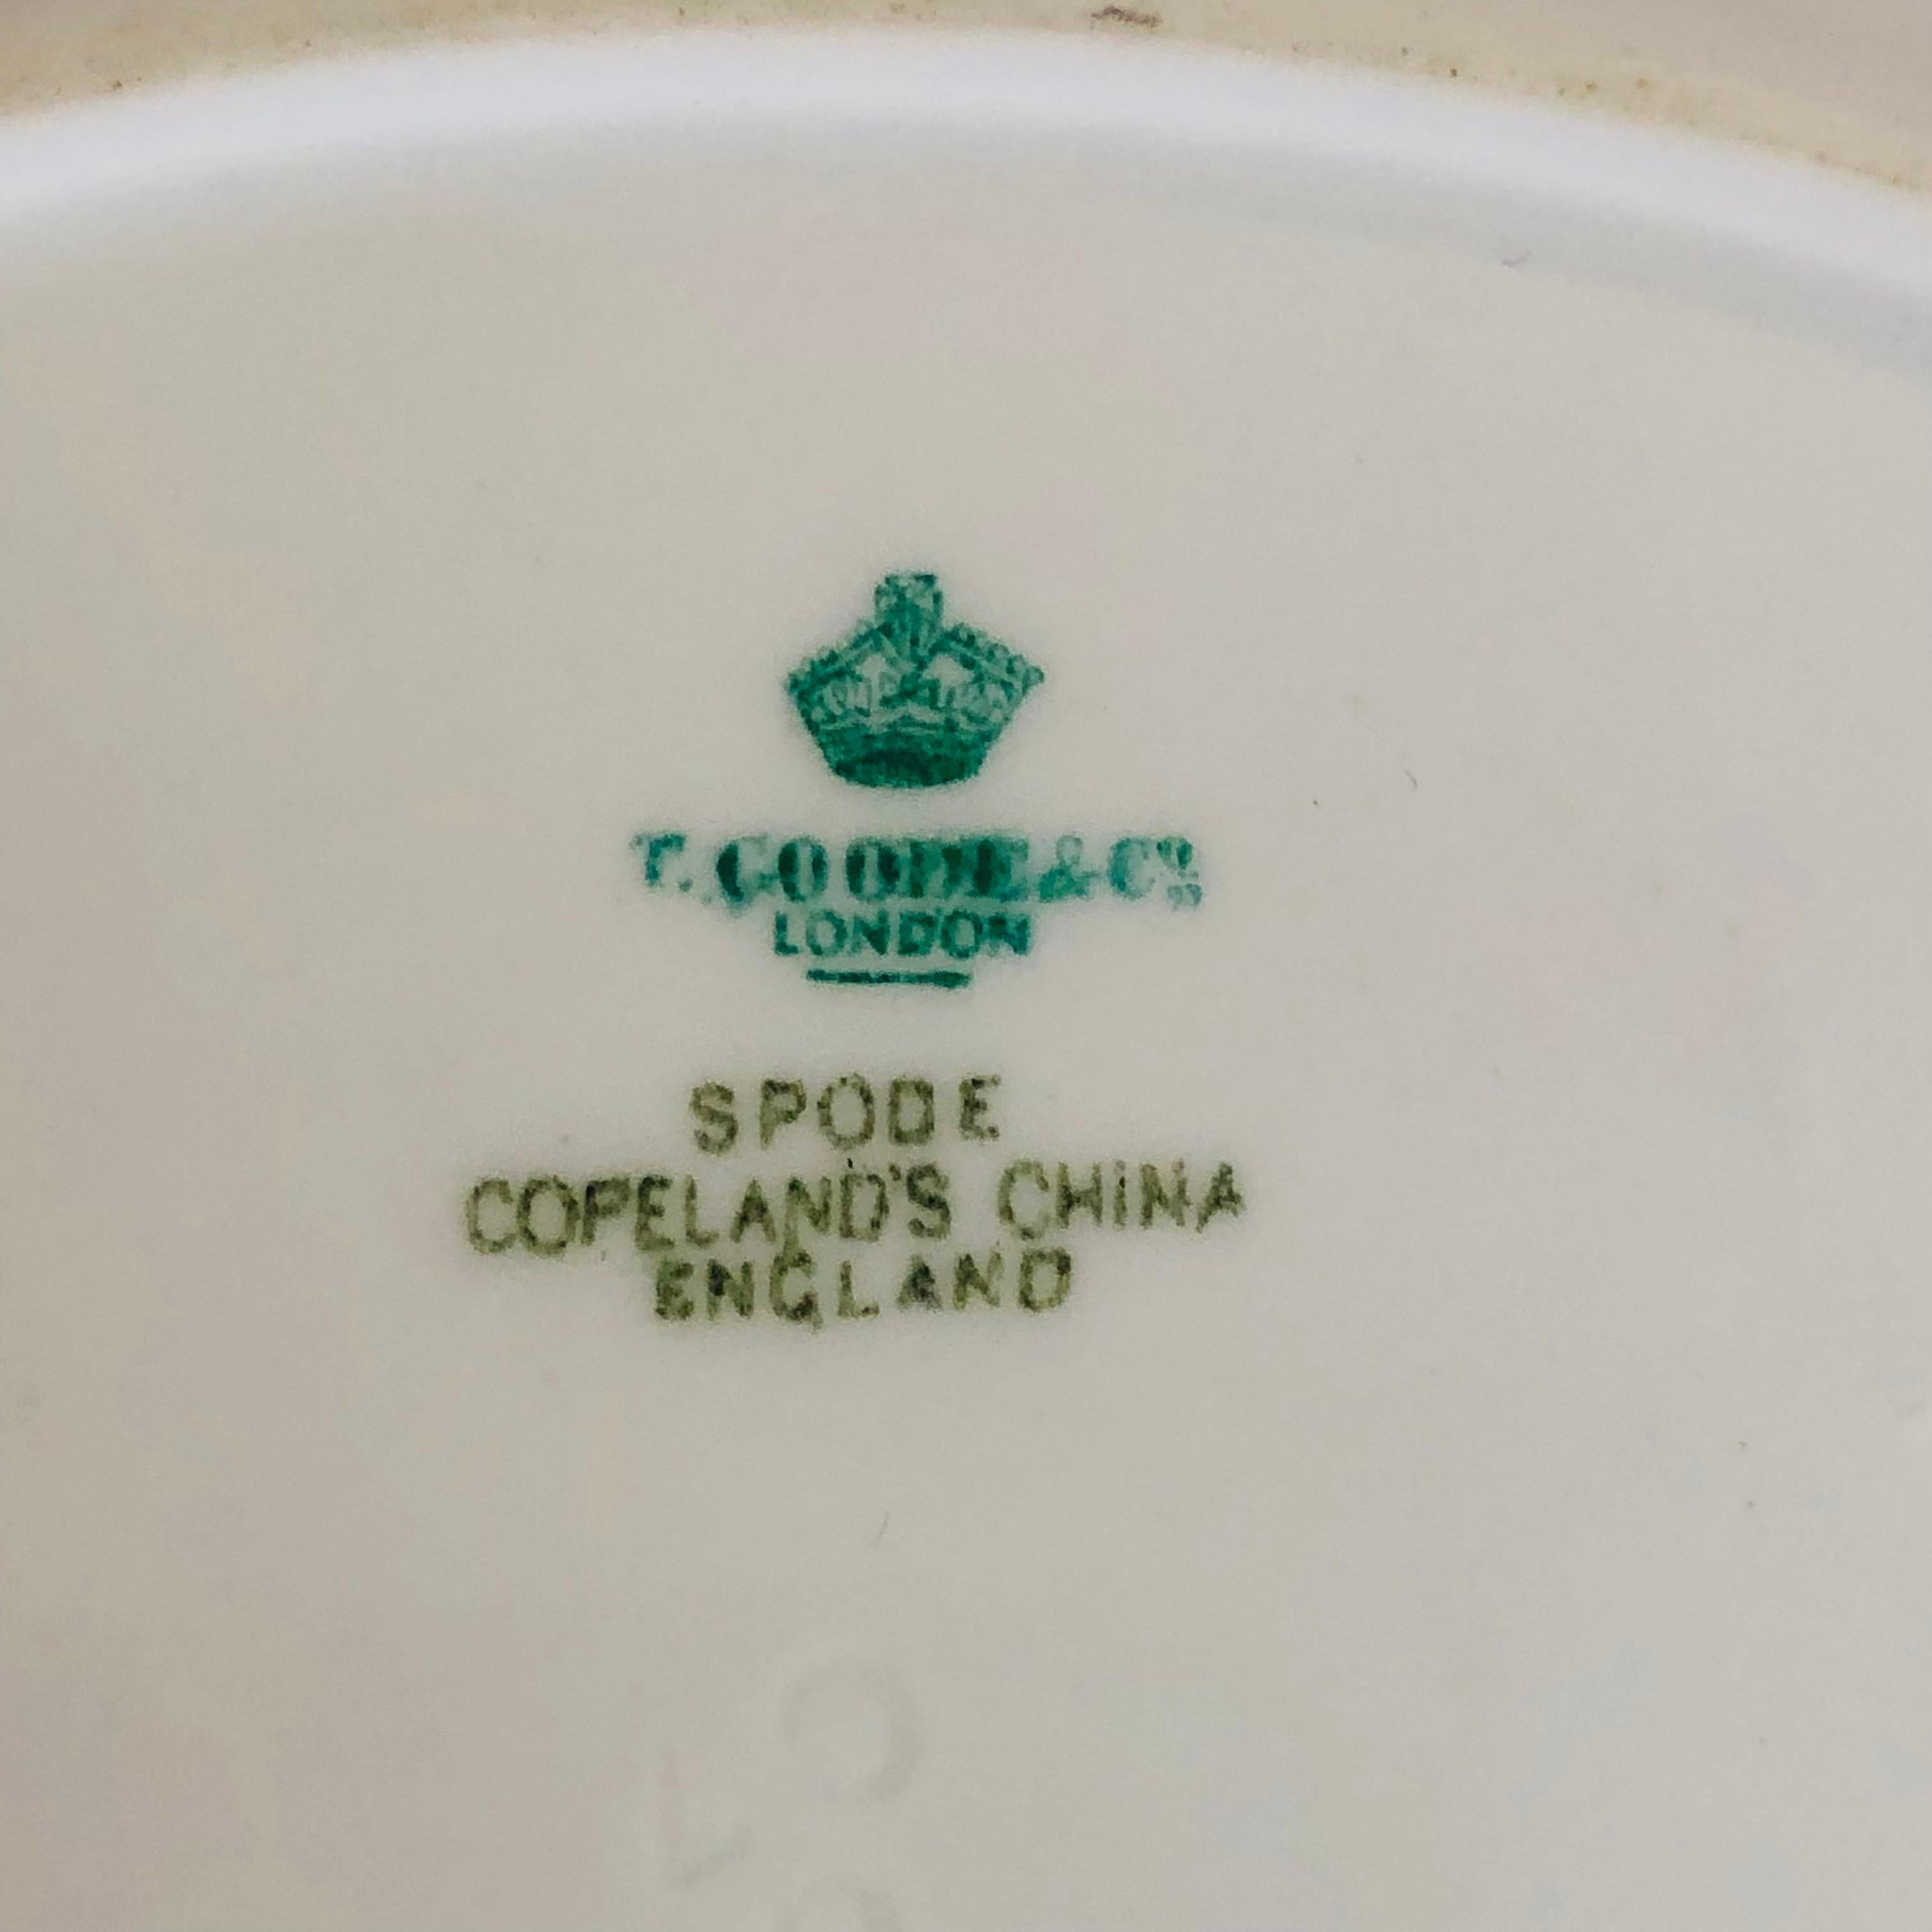 T. GOODE & Co.
LONDON
SPODE
COPELAND'S CHINA
ENGLAND